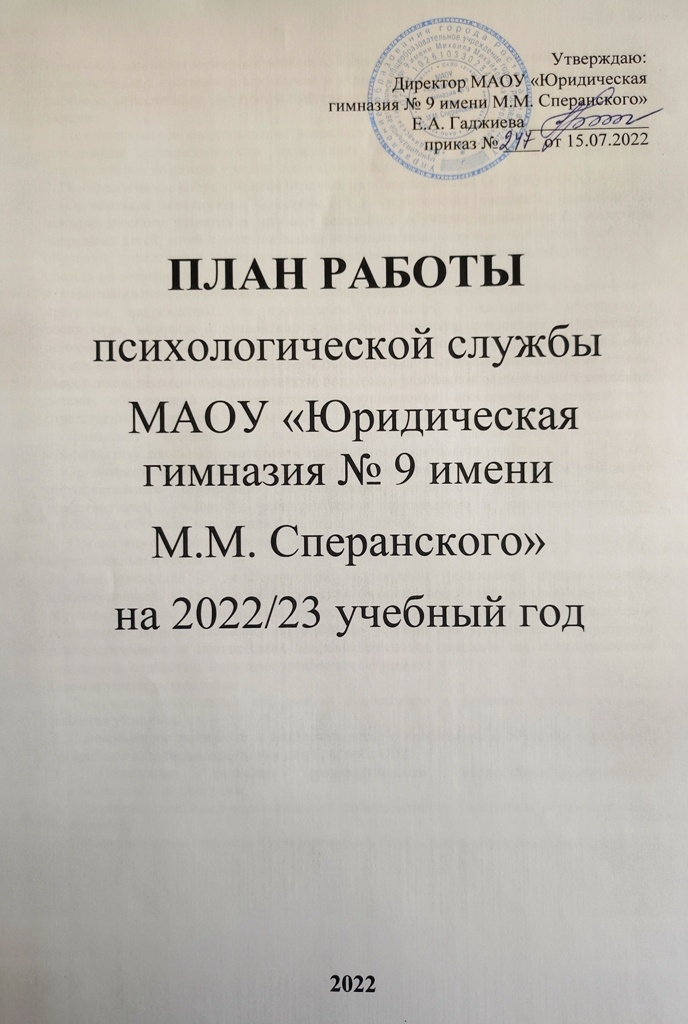 Утверждаю:
Директор МАОУ «Юридическая
гимназия № 9 имени М.М. Сперанского»
Е.А. Гаджиева
приказ № 247 от 15.07.2022
ПЛАН РАБОТЫ
психологической службы
МАОУ «Юридическая
гимназия № 9 имени
М.М. Сперанского»
на 2022/23 учебный год
2022